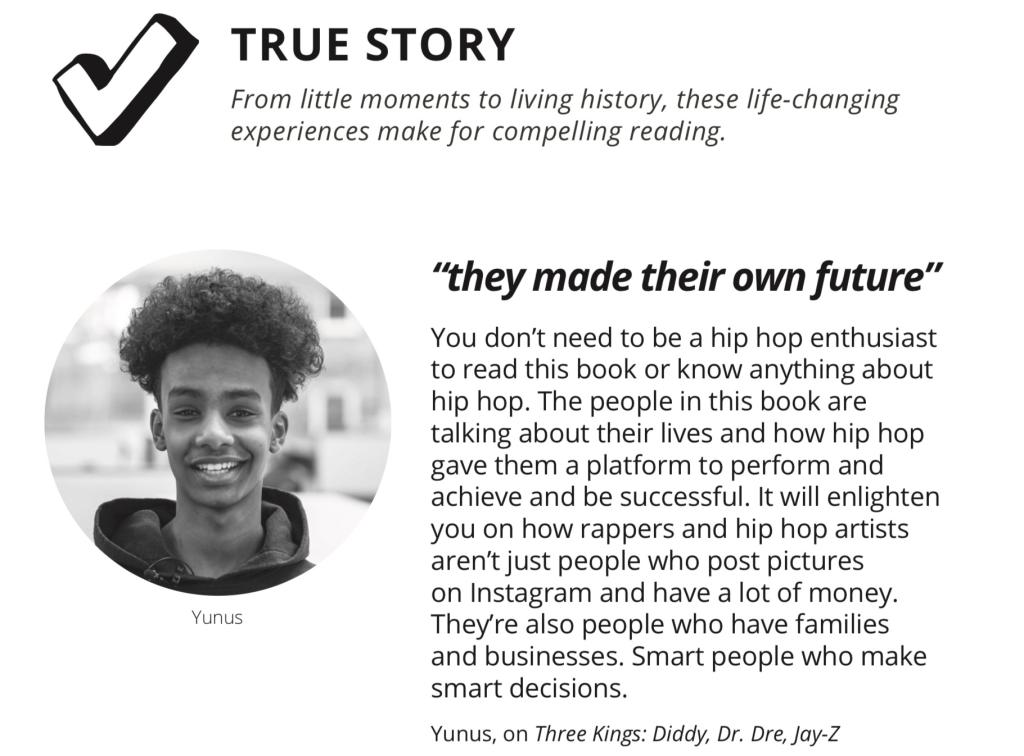 TRUE STORY
From little moments to living history, these life-changing
experiences make for compelling reading.
“they made their own future”
You don’t need to be a hip hop enthusiast
to read this book or know anything about
hip hop. The people in this book are
talking about their lives and how hip hop
gave them a platform to perform and
achieve and be successful. It will enlighten
you on how rappers and hip hop artists
aren’t just people who post pictures
on Instagram and have a lot of money.
They’re also people who have families
and businesses. Smart people who make
smart decisions.
Yunus, on Three Kings: Diddy, Dr. Dre, Jay-Z
Yunus